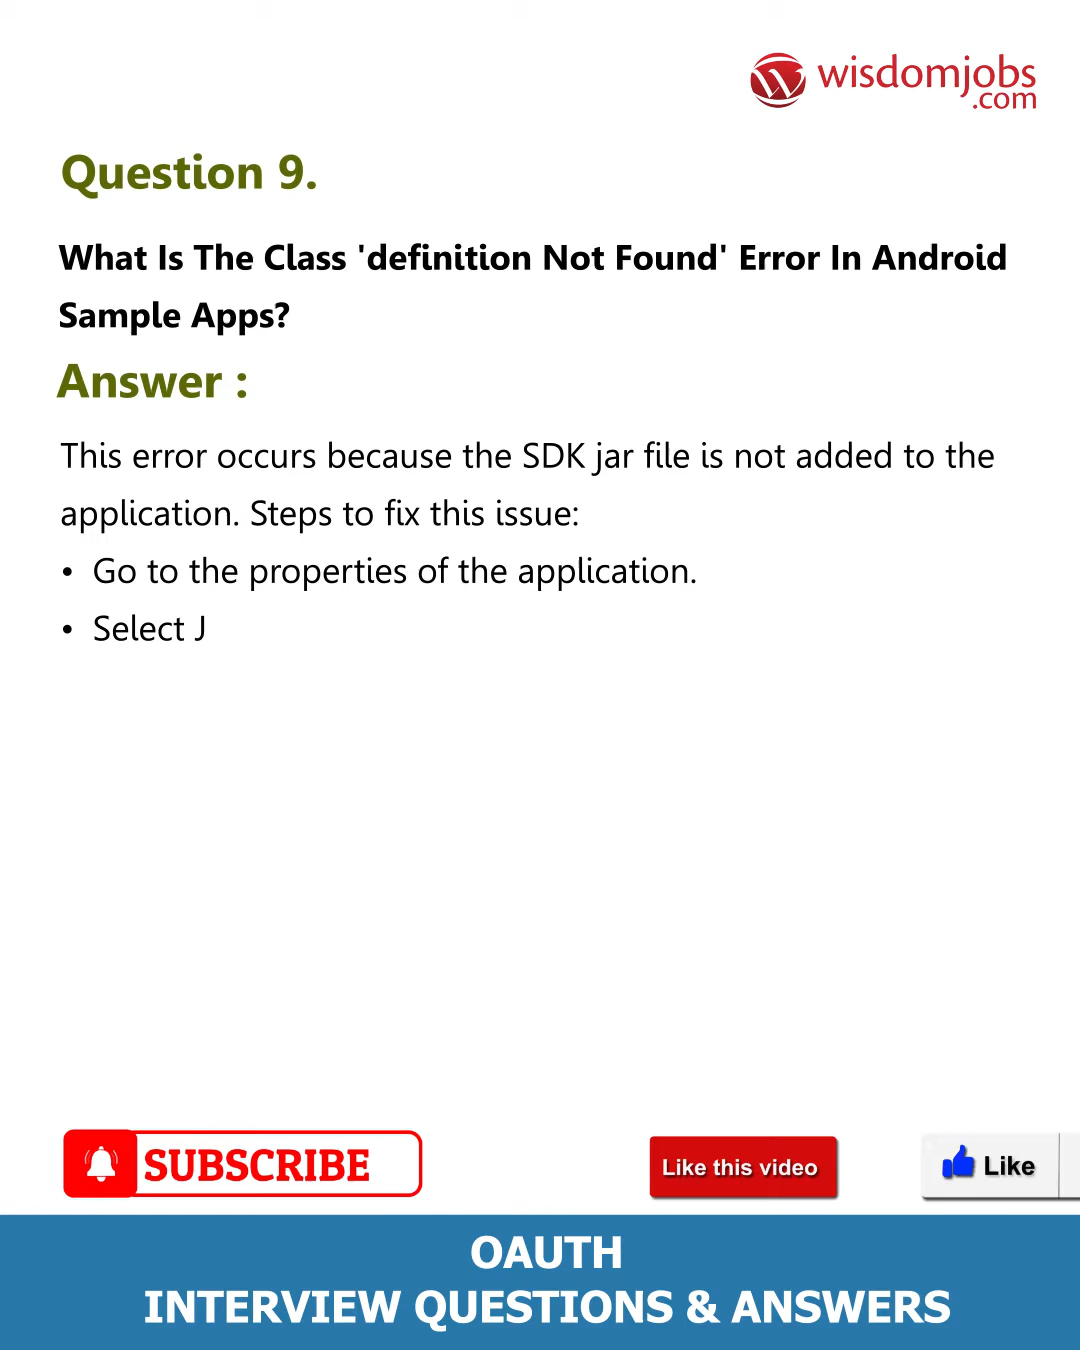 wisdomjobs
.com
Question 9.
What Is The Class 'definition Not Found' Error In Android
Sample Apps?
Answer :
This error occurs because the SDK jar file is not added to the
application. Steps to fix this issue:
• Go to the properties of the application.
• Select J
SUBSCRIBE
Like this video
Like
OAUTH
INTERVIEW QUESTIONS & ANSWERS